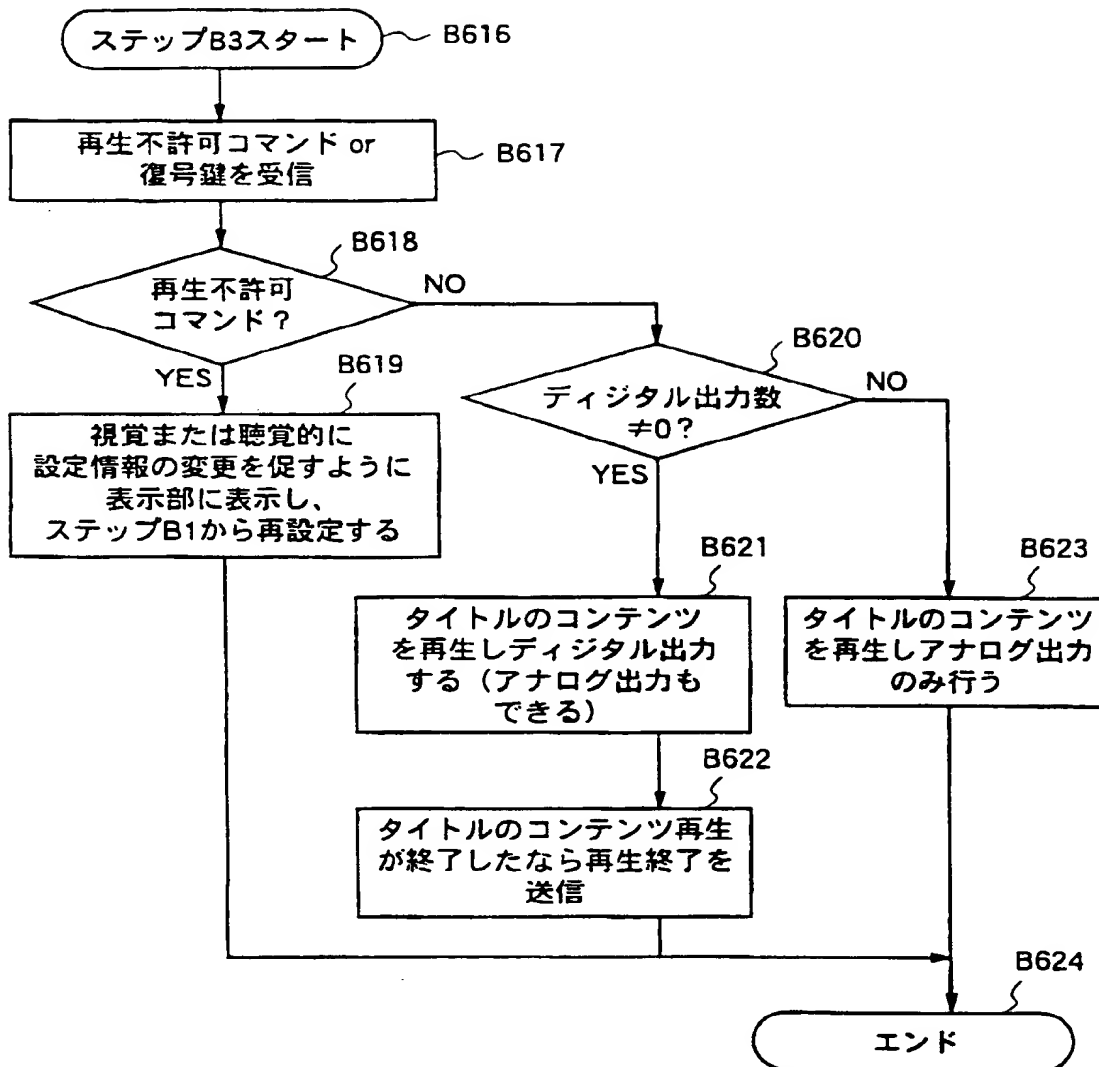 ステップB3スタート
B616
再生不許可コマンド or
復号鍵を受信
B617
B618
再生不許可
コマンド？
NO
YES
B619
視覚または聴覚的に
設定情報の変更を促すように
表示部に表示し、
ステップB1から再設定する
B620
ディジタル出力数
≠0？
NO
YES
B621
タイトルのコンテンツ
を再生しディジタル出力
する（アナログ出力も
できる）
B622
タイトルのコンテンツ再生
が終了したなら再生終了を
送信
B623
タイトルのコンテンツ
を再生しアナログ出力
のみ行う
B624
エンド